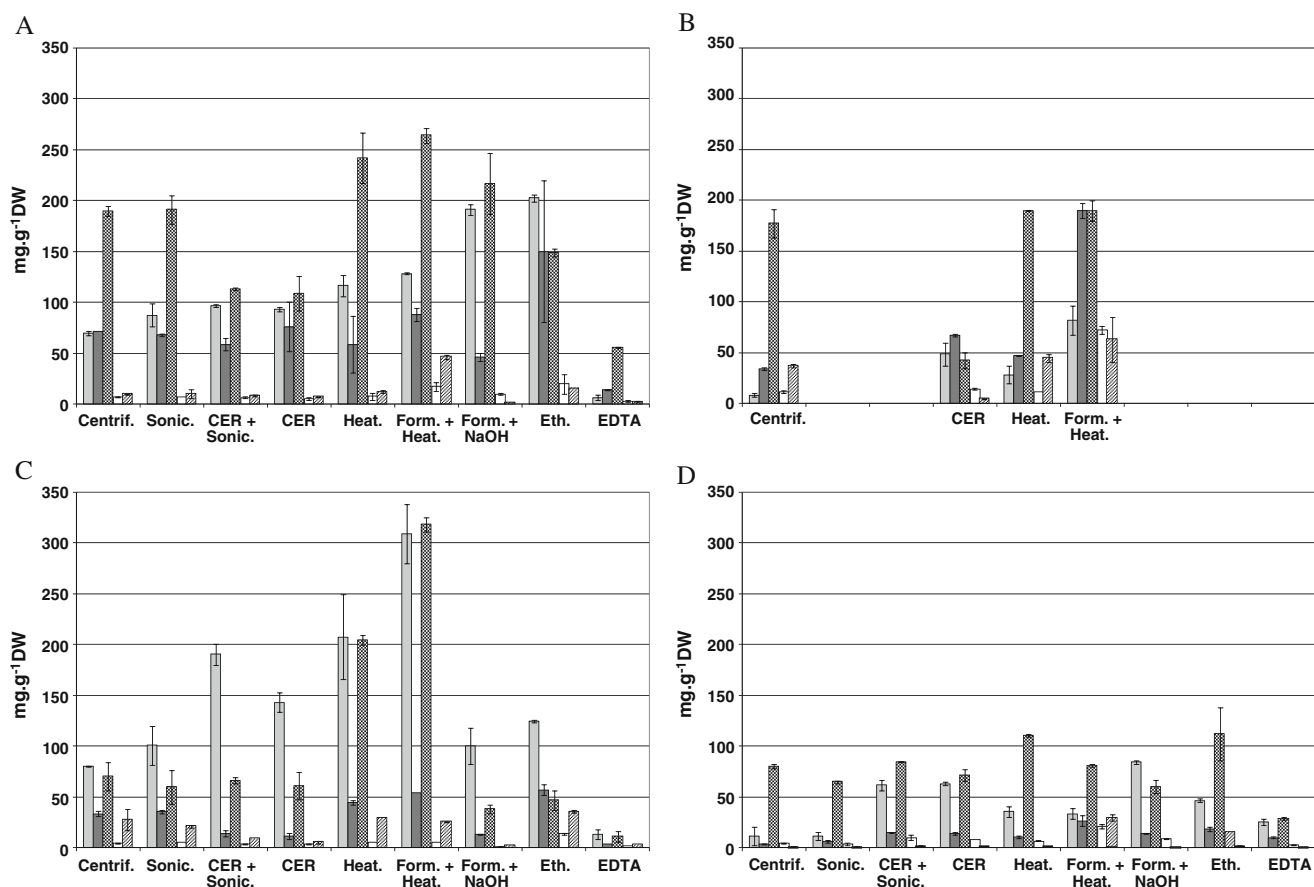 A
350
300
250
200
150
100
50
0
mg.g⁻¹DW
Centrif. Sonic. CER + Sonic. CER Heat. Form. + Heat. Form. + NaOH Eth. EDTA
B
350
300
250
200
150
100
50
0
mg.g⁻¹DW
Centrif. CER Heat. Form. + Heat.
C
350
300
250
200
150
100
50
0
mg.g⁻¹DW
Centrif. Sonic. CER + Sonic. CER Heat. Form. + Heat. Form. + NaOH Eth. EDTA
D
350
300
250
200
150
100
50
0
mg.g⁻¹DW
Centrif. Sonic. CER + Sonic. CER Heat. Form. + Heat. Form. + NaOH Eth. EDTA